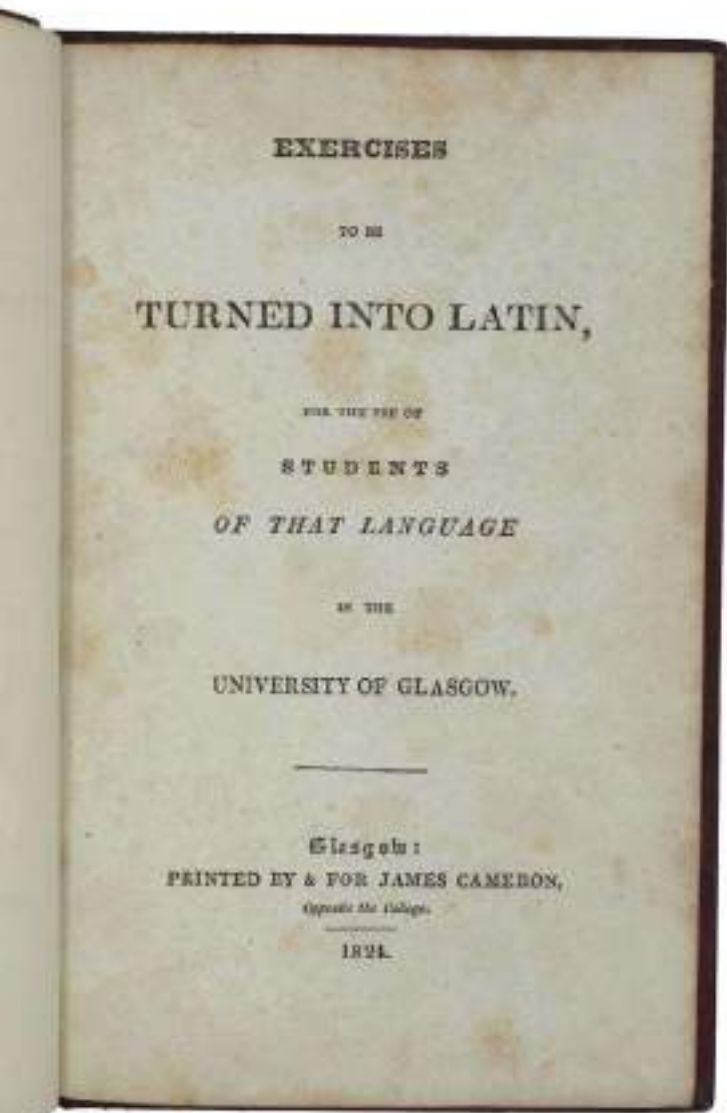 EXERCISES
TO BE
TURNED INTO LATIN,
FOR THE USE OF
STUDENTS
OF THAT LANGUAGE
IN THE
UNIVERSITY OF GLASGOW.
Glasgow:
PRINTED BY & FOR JAMES CAMERON,
Opposite the College.
1824.